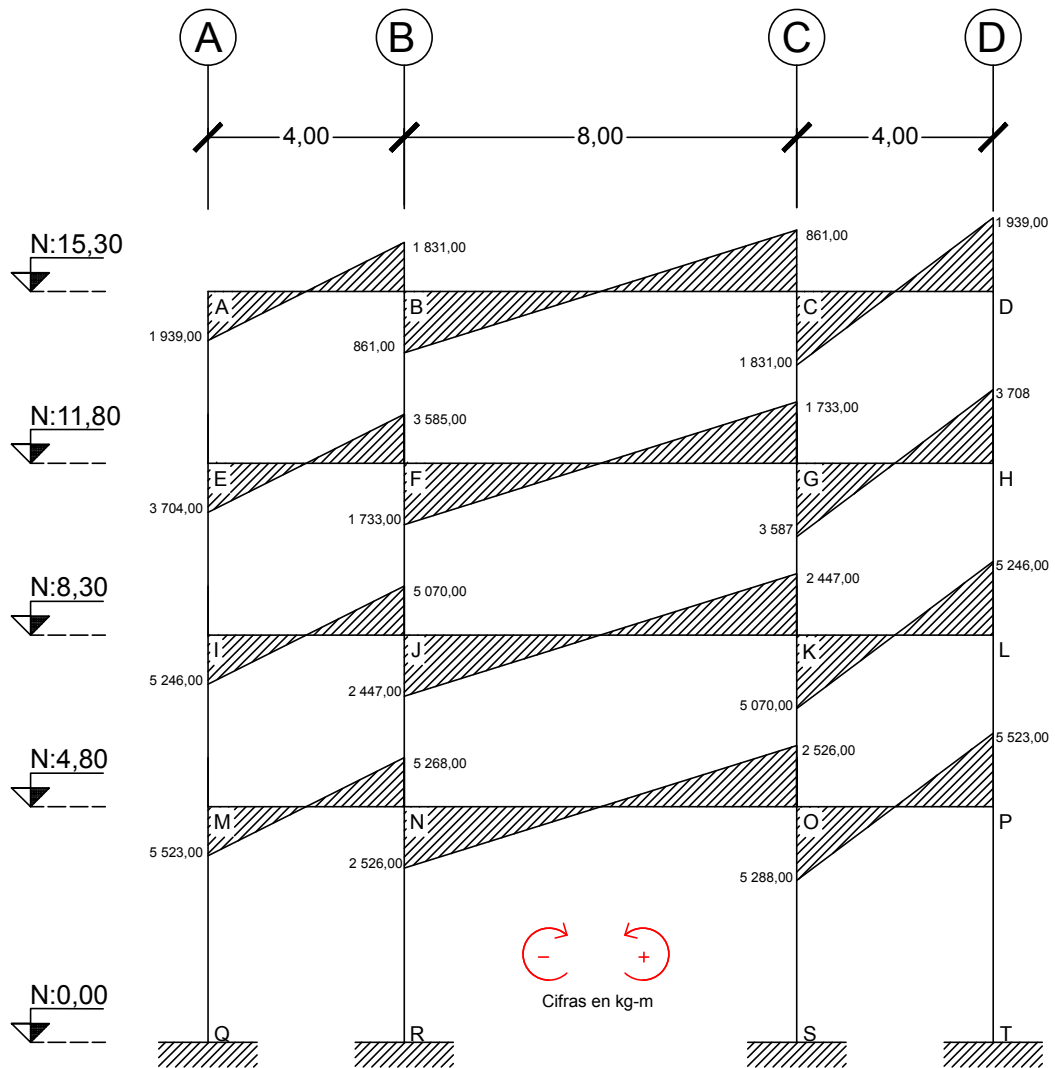 A B C D
4,00 8,00 4,00
N:15,30
1 831,00 861,00 1 939,00
A B C D
1 939,00 861,00 1 831,00
N:11,80
3 585,00 1 733,00 3 708
E F G H
3 704,00 1 733,00 3 587
N:8,30
5 070,00 2 447,00 5 246,00
I J K L
5 246,00 2 447,00 5 070,00
N:4,80
5 268,00 2 526,00 5 523,00
M N O P
5 523,00 2 526,00 5 288,00
− +
Cifras en kg-m
N:0,00
Q R S T